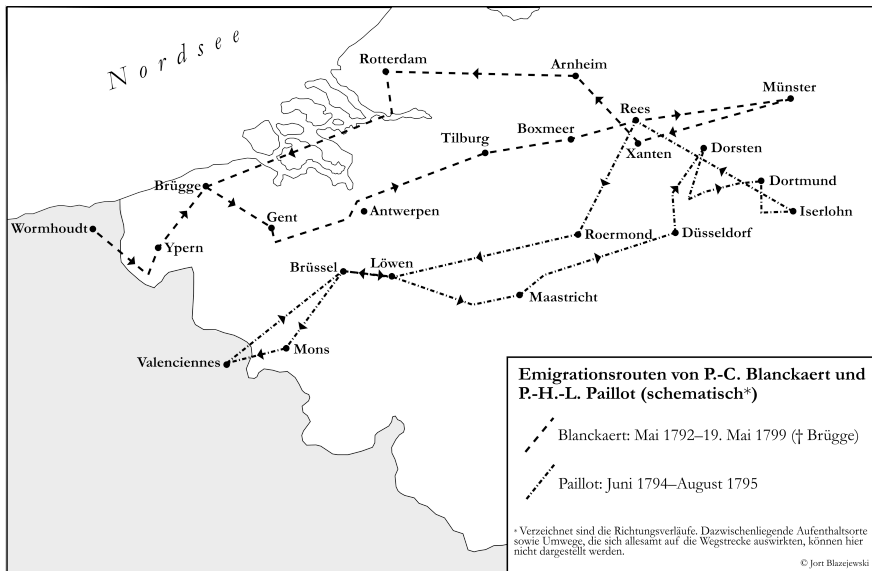 Nordsee
Rotterdam
Arnheim
Münster
Rees
Boxmeer
Tilburg
Xanten
Dorsten
Brügge
Dortmund
Antwerpen
Gent
Iserlohn
Wormhoudt
Ypern
Roermond
Düsseldorf
Brüssel
Löwen
Maastricht
Mons
Valenciennes
Emigrationsrouten von P.-C. Blanckaert und
P.-H.-L. Paillot (schematisch*)
Blanckaert: Mai 1792–19. Mai 1799 († Brügge)
Paillot: Juni 1794–August 1795
* Verzeichnet sind die Richtungsverläufe. Dazwischenliegende Aufenthaltsorte
sowie Umwege, die sich allesamt auf die Wegstrecke auswirkten, können hier
nicht dargestellt werden.
© Jort Blazejewski